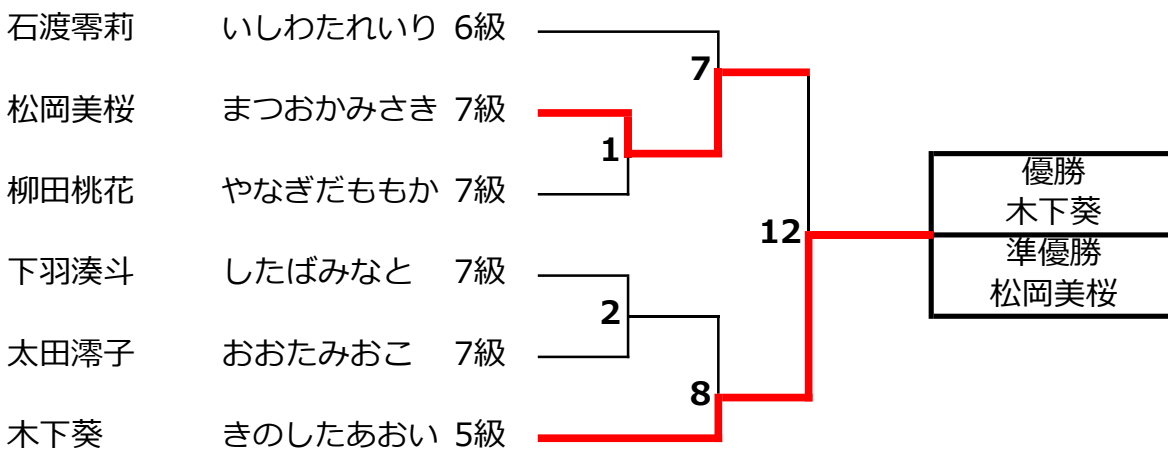 石渡零莉 いしわたれいり 6級
7
松岡美桜 まつおかみさき 7級
1
柳田桃花 やなぎだももか 7級
優勝
木下葵
12
準優勝
松岡美桜
下羽湊斗 したばみなと 7級
2
太田澪子 おおたみおこ 7級
8
木下葵 きのしたあおい 5級